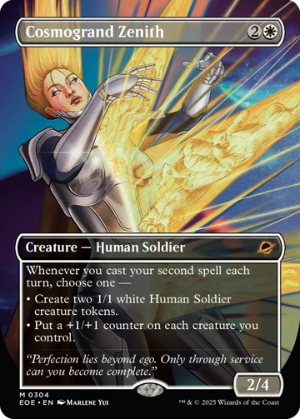 Cosmogrand Zenith 2
Creature — Human Soldier
Whenever you cast your second spell each
turn, choose one —
• Create two 1/1 white Human Soldier
creature tokens.
• Put a +1/+1 counter on each creature you
control.
"Perfection lies beyond ego. Only through service
can you become complete."
2/4
M 0304
EOE • EN MARLENE YUI
™ & © 2025 Wizards of the Coast